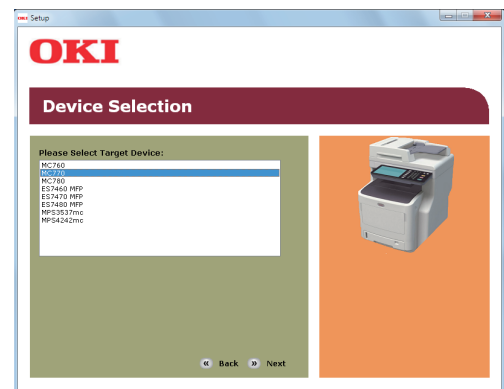 OKI Setup
OKI
Device Selection
Please Select Target Device:
MC760
MC770
MC780
ES7460 MFP
ES7470 MFP
ES7480 MFP
MPS3537mc
MPS4242mc
« Back » Next